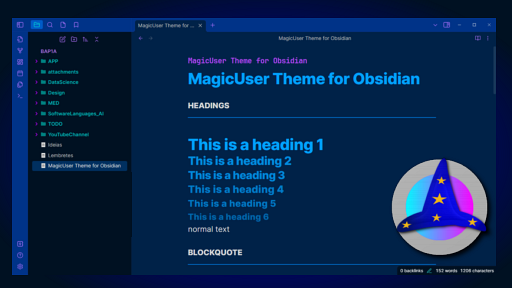 MagicUser Theme for ...
MagicUser Theme for Obsidian
BAP1A
APP
attachments
DataScience
Design
MED
SoftwareLanguages_AI
TODO
YouTubeChannel
Ideias
Lembretes
MagicUser Theme for Obsidian
MagicUser Theme for Obsidian
MagicUser Theme for Obsidian
HEADINGS
This is a heading 1
This is a heading 2
This is a heading 3
This is a heading 4
This is a heading 5
This is a heading 6
normal text
BLOCKQUOTE
0 backlinks 152 words 1206 characters